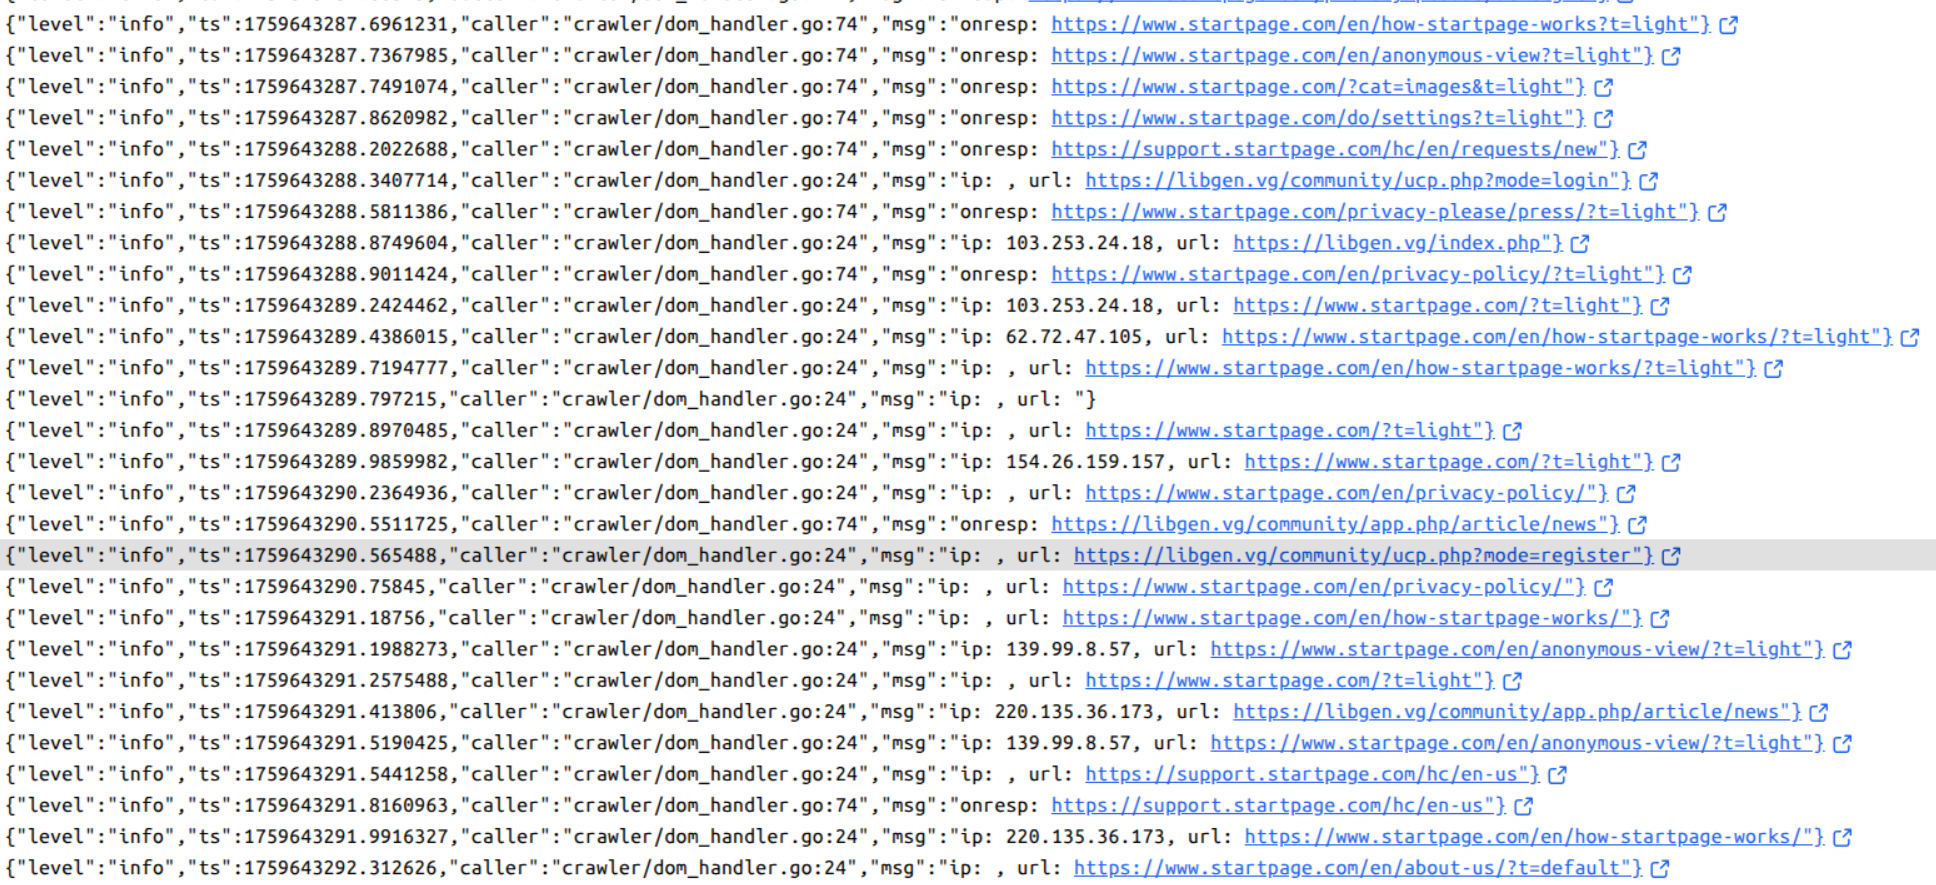 {"level":"info","ts":1759643287.6961231,"caller":"crawler/dom_handler.go:74","msg":"onresp: https://www.startpage.com/en/how-startpage-works?t=light"}
{"level":"info","ts":1759643287.7367985,"caller":"crawler/dom_handler.go:74","msg":"onresp: https://www.startpage.com/en/anonymous-view?t=light"}
{"level":"info","ts":1759643287.7491074,"caller":"crawler/dom_handler.go:74","msg":"onresp: https://www.startpage.com/?cat=images&t=light"}
{"level":"info","ts":1759643287.8620982,"caller":"crawler/dom_handler.go:74","msg":"onresp: https://www.startpage.com/do/settings?t=light"}
{"level":"info","ts":1759643288.2022688,"caller":"crawler/dom_handler.go:74","msg":"onresp: https://support.startpage.com/hc/en/requests/new"}
{"level":"info","ts":1759643288.3407714,"caller":"crawler/dom_handler.go:24","msg":"ip: , url: https://libgen.vg/community/ucp.php?mode=login"}
{"level":"info","ts":1759643288.5811386,"caller":"crawler/dom_handler.go:74","msg":"onresp: https://www.startpage.com/privacy-please/press/?t=light"}
{"level":"info","ts":1759643288.8749604,"caller":"crawler/dom_handler.go:24","msg":"ip: 103.253.24.18, url: https://libgen.vg/index.php"}
{"level":"info","ts":1759643288.9011424,"caller":"crawler/dom_handler.go:74","msg":"onresp: https://www.startpage.com/en/privacy-policy/?t=light"}
{"level":"info","ts":1759643289.2424462,"caller":"crawler/dom_handler.go:24","msg":"ip: 103.253.24.18, url: https://www.startpage.com/?t=light"}
{"level":"info","ts":1759643289.4386015,"caller":"crawler/dom_handler.go:24","msg":"ip: 62.72.47.105, url: https://www.startpage.com/en/how-startpage-works/?t=light"}
{"level":"info","ts":1759643289.7194777,"caller":"crawler/dom_handler.go:24","msg":"ip: , url: https://www.startpage.com/en/how-startpage-works/?t=light"}
{"level":"info","ts":1759643289.797215,"caller":"crawler/dom_handler.go:24","msg":"ip: , url: "}
{"level":"info","ts":1759643289.8970485,"caller":"crawler/dom_handler.go:24","msg":"ip: , url: https://www.startpage.com/?t=light"}
{"level":"info","ts":1759643289.9859982,"caller":"crawler/dom_handler.go:24","msg":"ip: 154.26.159.157, url: https://www.startpage.com/?t=light"}
{"level":"info","ts":1759643290.2364936,"caller":"crawler/dom_handler.go:24","msg":"ip: , url: https://www.startpage.com/en/privacy-policy/"}
{"level":"info","ts":1759643290.5511725,"caller":"crawler/dom_handler.go:74","msg":"onresp: https://libgen.vg/community/app.php/article/news"}
{"level":"info","ts":1759643290.565488,"caller":"crawler/dom_handler.go:24","msg":"ip: , url: https://libgen.vg/community/ucp.php?mode=register"}
{"level":"info","ts":1759643290.75845,"caller":"crawler/dom_handler.go:24","msg":"ip: , url: https://www.startpage.com/en/privacy-policy/"}
{"level":"info","ts":1759643291.18756,"caller":"crawler/dom_handler.go:24","msg":"ip: , url: https://www.startpage.com/en/how-startpage-works/"}
{"level":"info","ts":1759643291.1988273,"caller":"crawler/dom_handler.go:24","msg":"ip: 139.99.8.57, url: https://www.startpage.com/en/anonymous-view/?t=light"}
{"level":"info","ts":1759643291.2575488,"caller":"crawler/dom_handler.go:24","msg":"ip: , url: https://www.startpage.com/?t=light"}
{"level":"info","ts":1759643291.413806,"caller":"crawler/dom_handler.go:24","msg":"ip: 220.135.36.173, url: https://libgen.vg/community/app.php/article/news"}
{"level":"info","ts":1759643291.5190425,"caller":"crawler/dom_handler.go:24","msg":"ip: 139.99.8.57, url: https://www.startpage.com/en/anonymous-view/?t=light"}
{"level":"info","ts":1759643291.5441258,"caller":"crawler/dom_handler.go:24","msg":"ip: , url: https://support.startpage.com/hc/en-us"}
{"level":"info","ts":1759643291.8160963,"caller":"crawler/dom_handler.go:74","msg":"onresp: https://support.startpage.com/hc/en-us"}
{"level":"info","ts":1759643291.9916327,"caller":"crawler/dom_handler.go:24","msg":"ip: 220.135.36.173, url: https://www.startpage.com/en/how-startpage-works/"}
{"level":"info","ts":1759643292.312626,"caller":"crawler/dom_handler.go:24","msg":"ip: , url: https://www.startpage.com/en/about-us/?t=default"}